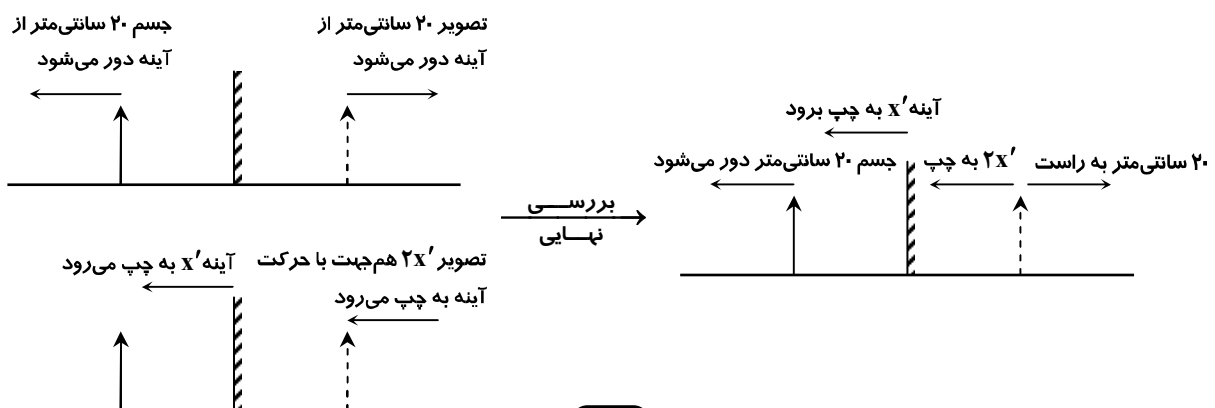 جسم ۲۰ سانتی‌متر از
آینه دور می‌شود
تصویر ۲۰ سانتی‌متر از
آینه دور می‌شود
آینه x′ به چپ می‌رود
تصویر ۲x′ هم‌جهت با حرکت
آینه به چپ می‌رود
بررســی
نهــایی
آینه x′ به چپ برود
جسم ۲۰ سانتی‌متر دور می‌شود
۲x′ به چپ
۲۰ سانتی‌متر به راست